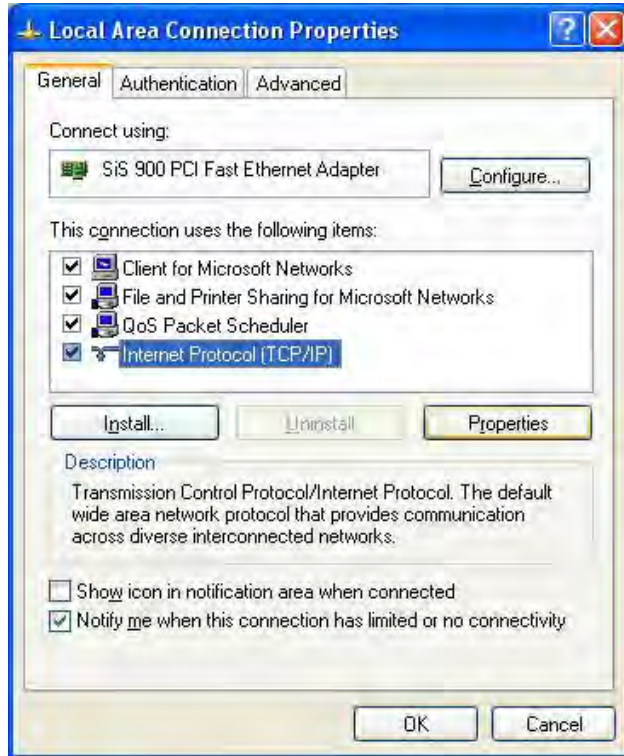 Local Area Connection Properties
General Authentication Advanced
Connect using:
SiS 900 PCI Fast Ethernet Adapter
Configure...
This connection uses the following items:
Client for Microsoft Networks
File and Printer Sharing for Microsoft Networks
QoS Packet Scheduler
Internet Protocol (TCP/IP)
Install... Uninstall Properties
Description
Transmission Control Protocol/Internet Protocol. The default
wide area network protocol that provides communication
across diverse interconnected networks.
Show icon in notification area when connected
Notify me when this connection has limited or no connectivity
OK Cancel